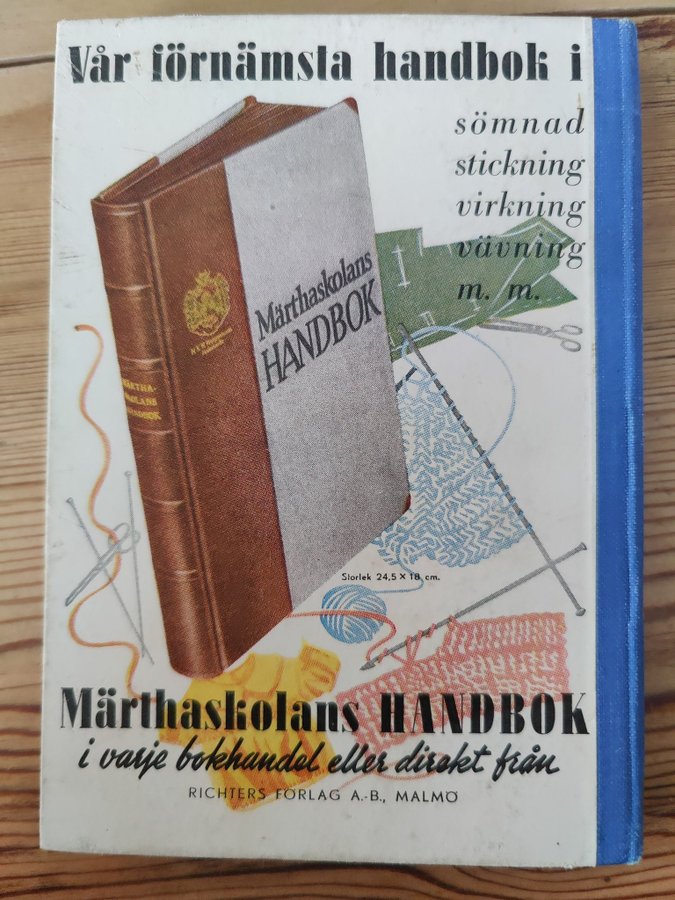 Vår förnämsta handbok i
sömnad
stickning
virkning
vävning
m. m.
Märthaskolans
HANDBOK
MÄRTHA-
SKOLANS
HANDBOK
Storlek 24,5 × 18 cm.
Märthaskolans HANDBOK
i varje bokhandel eller direkt från
RICHTERS FÖRLAG A.-B., MALMÖ